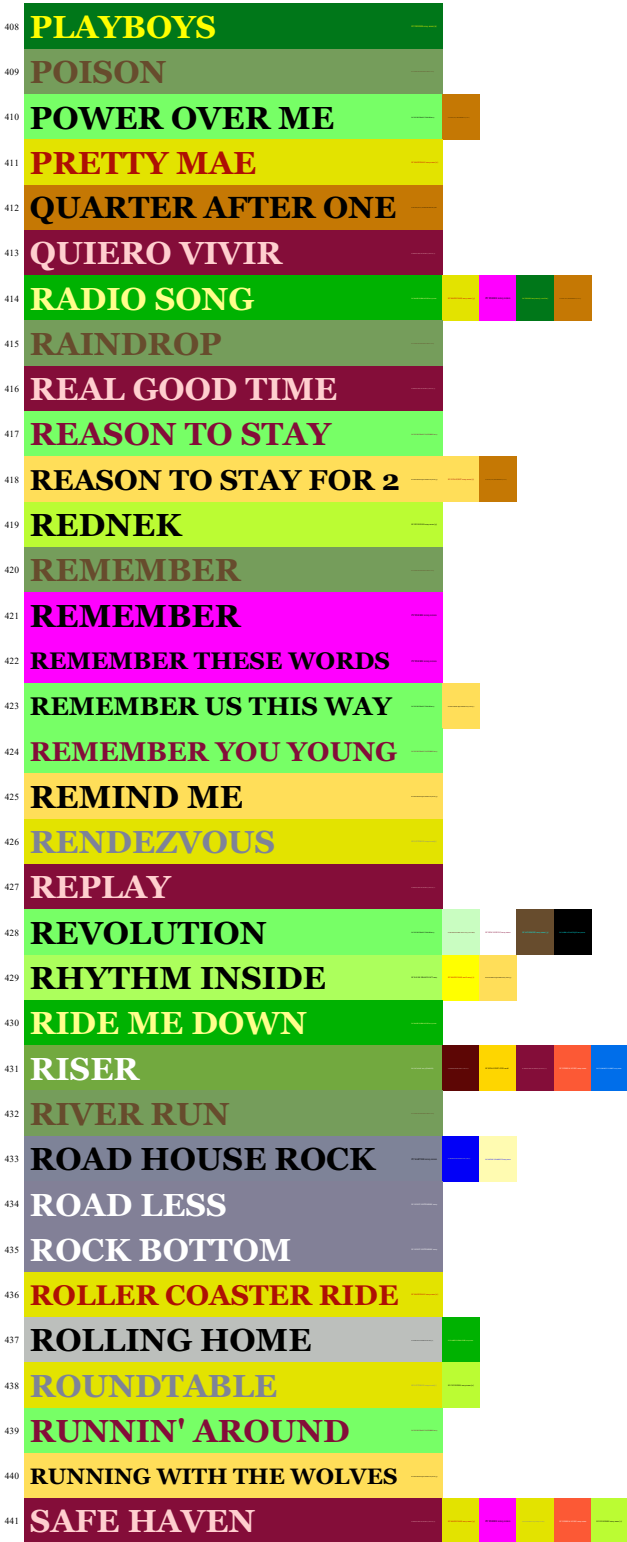 408 PLAYBOYS
409 POISON
410 POWER OVER ME
411 PRETTY MAE
412 QUARTER AFTER ONE
413 QUIERO VIVIR
414 RADIO SONG
415 RAINDROP
416 REAL GOOD TIME
417 REASON TO STAY
418 REASON TO STAY FOR 2
419 REDNEK
420 REMEMBER
421 REMEMBER
422 REMEMBER THESE WORDS
423 REMEMBER US THIS WAY
424 REMEMBER YOU YOUNG
425 REMIND ME
426 RENDEZVOUS
427 REPLAY
428 REVOLUTION
429 RHYTHM INSIDE
430 RIDE ME DOWN
431 RISER
432 RIVER RUN
433 ROAD HOUSE ROCK
434 ROAD LESS
435 ROCK BOTTOM
436 ROLLER COASTER RIDE
437 ROLLING HOME
438 ROUNDTABLE
439 RUNNIN' AROUND
440 RUNNING WITH THE WOLVES
441 SAFE HAVEN